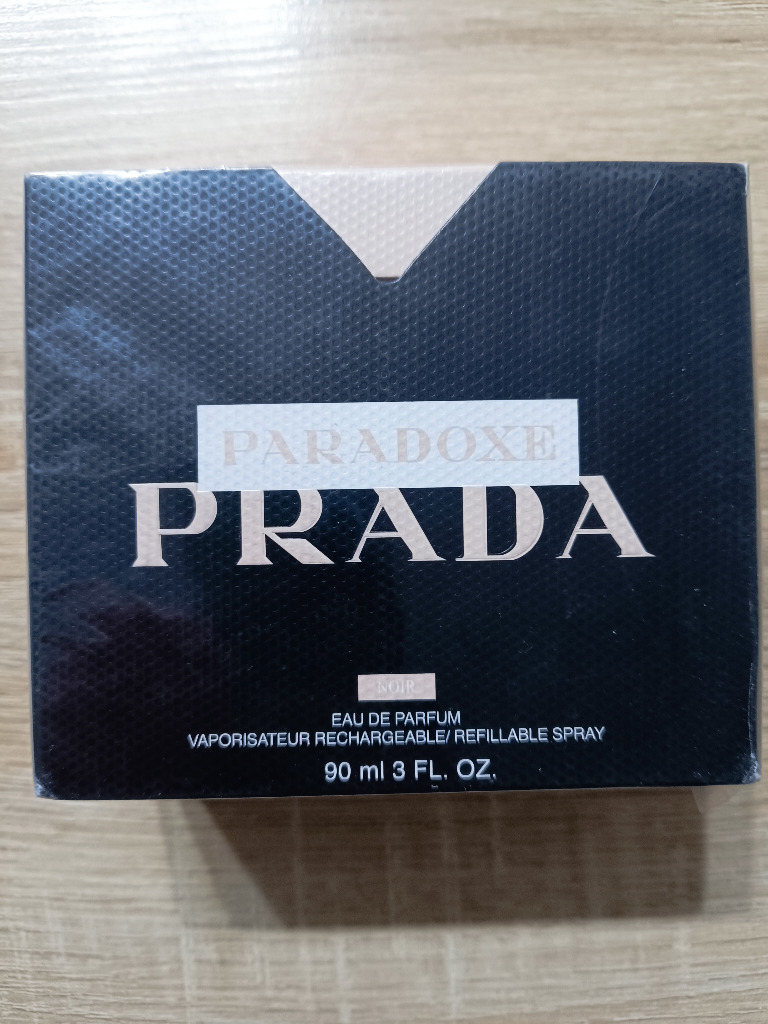 PARADOXE
PRADA
NOIR
EAU DE PARFUM
VAPORISATEUR RECHARGEABLE/ REFILLABLE SPRAY
90 ml 3 FL. OZ.